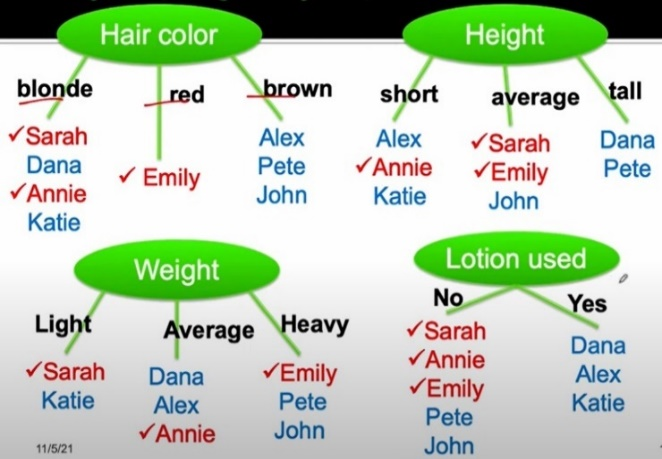 Hair color
blonde red brown
✓Sarah
Dana
✓Annie
Katie
✓ Emily
Alex
Pete
John
Height
short average tall
Alex
✓Annie
Katie
✓Sarah
✓Emily
John
Dana
Pete
Weight
Light Average Heavy
✓Sarah
Katie
Dana
Alex
✓Annie
✓Emily
Pete
John
Lotion used
No Yes
✓Sarah
✓Annie
✓Emily
Pete
John
Dana
Alex
Katie
11/5/21